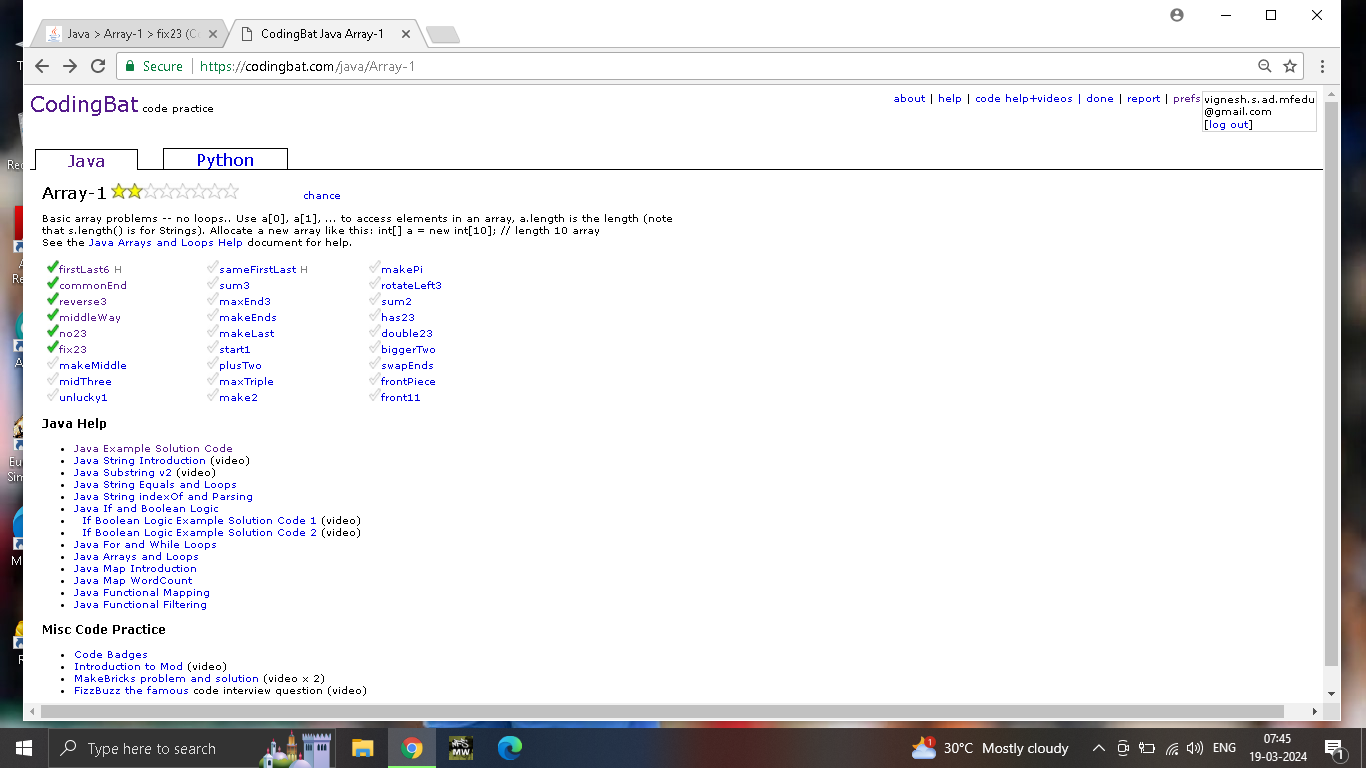 Java > Array-1 > fix23 (C
CodingBat Java Array-1
Secure
https://codingbat.com/java/Array-1
CodingBat code practice
about | help | code help+videos | done | report | prefs
vignesh.s.ad.mfedu
@gmail.com
[log out]
Java
Python
Array-1
chance
Basic array problems -- no loops.. Use a[0], a[1], ... to access elements in an array, a.length is the length (note
that s.length() is for Strings). Allocate a new array like this: int[] a = new int[10]; // length 10 array
See the Java Arrays and Loops Help document for help.
firstLast6 H sameFirstLast H makePi
commonEnd sum3 rotateLeft3
reverse3 maxEnd3 sum2
middleWay makeEnds has23
no23 makeLast double23
fix23 start1 biggerTwo
makeMiddle plusTwo swapEnds
midThree maxTriple frontPiece
unlucky1 make2 front11
Java Help
Java Example Solution Code
Java String Introduction (video)
Java Substring v2 (video)
Java String Equals and Loops
Java String indexOf and Parsing
Java If and Boolean Logic
If Boolean Logic Example Solution Code 1 (video)
If Boolean Logic Example Solution Code 2 (video)
Java For and While Loops
Java Arrays and Loops
Java Map Introduction
Java Map WordCount
Java Functional Mapping
Java Functional Filtering
Misc Code Practice
Code Badges
Introduction to Mod (video)
MakeBricks problem and solution (video x 2)
FizzBuzz the famous code interview question (video)
Type here to search
MW
1
30°C Mostly cloudy
ENG
07:45
19-03-2024
1